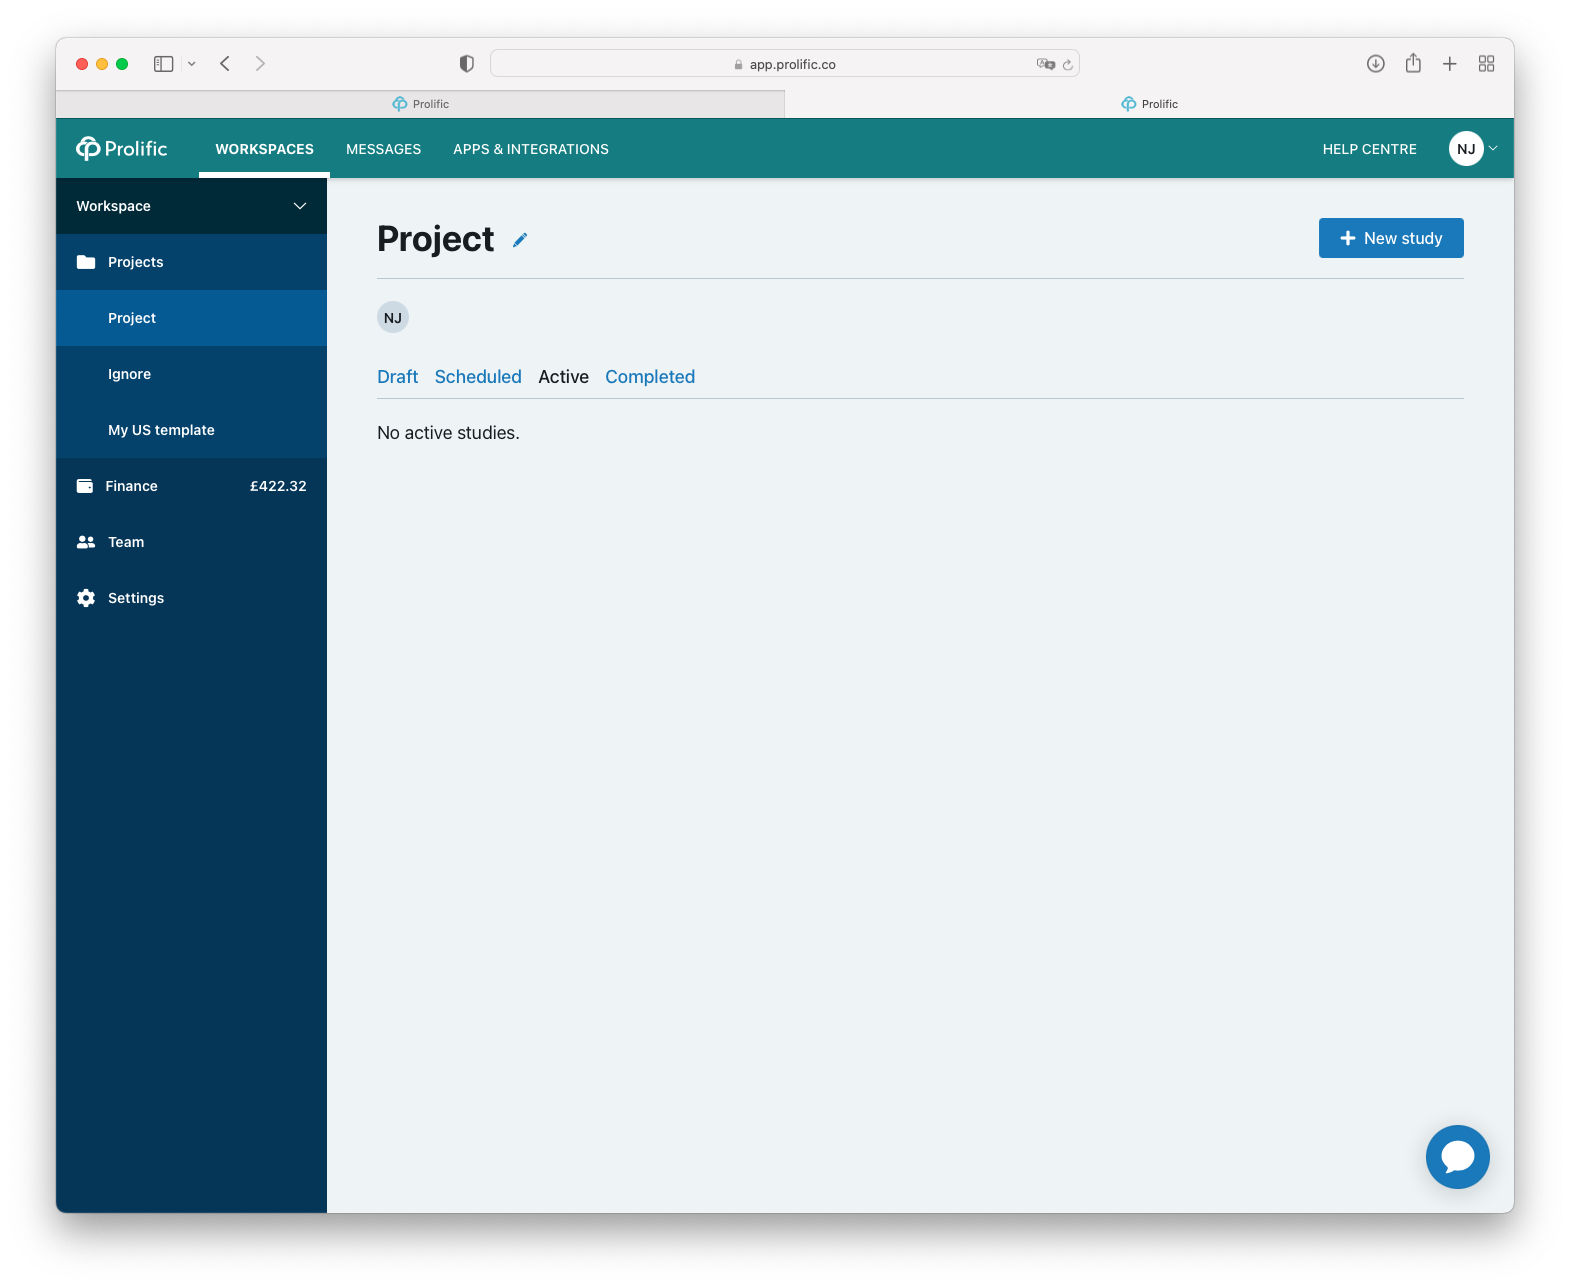 app.prolific.co
Prolific
Prolific
Prolific
WORKSPACES
MESSAGES
APPS & INTEGRATIONS
HELP CENTRE
NJ
Workspace
Projects
Project
Ignore
My US template
Finance £422.32
Team
Settings
Project
New study
NJ
Draft Scheduled Active Completed
No active studies.